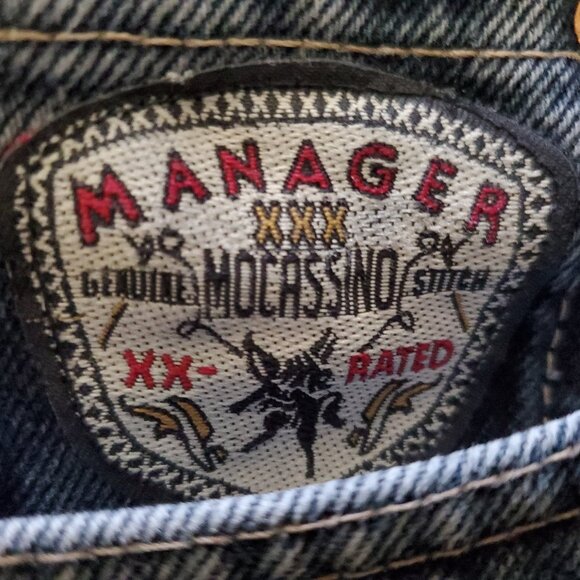 MANAGER
XXX
GENUINE MOCASSINO STITCH
XX- RATED